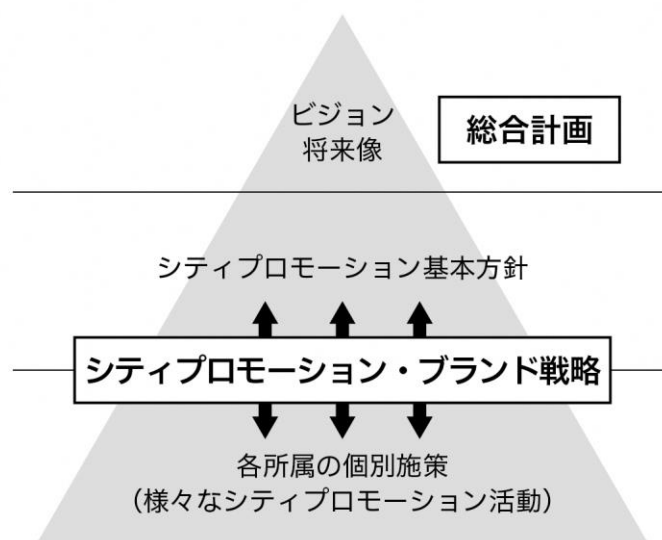 ビジョン
将来像
総合計画
シティプロモーション基本方針
シティプロモーション・ブランド戦略
各所属の個別施策
（様々なシティプロモーション活動）